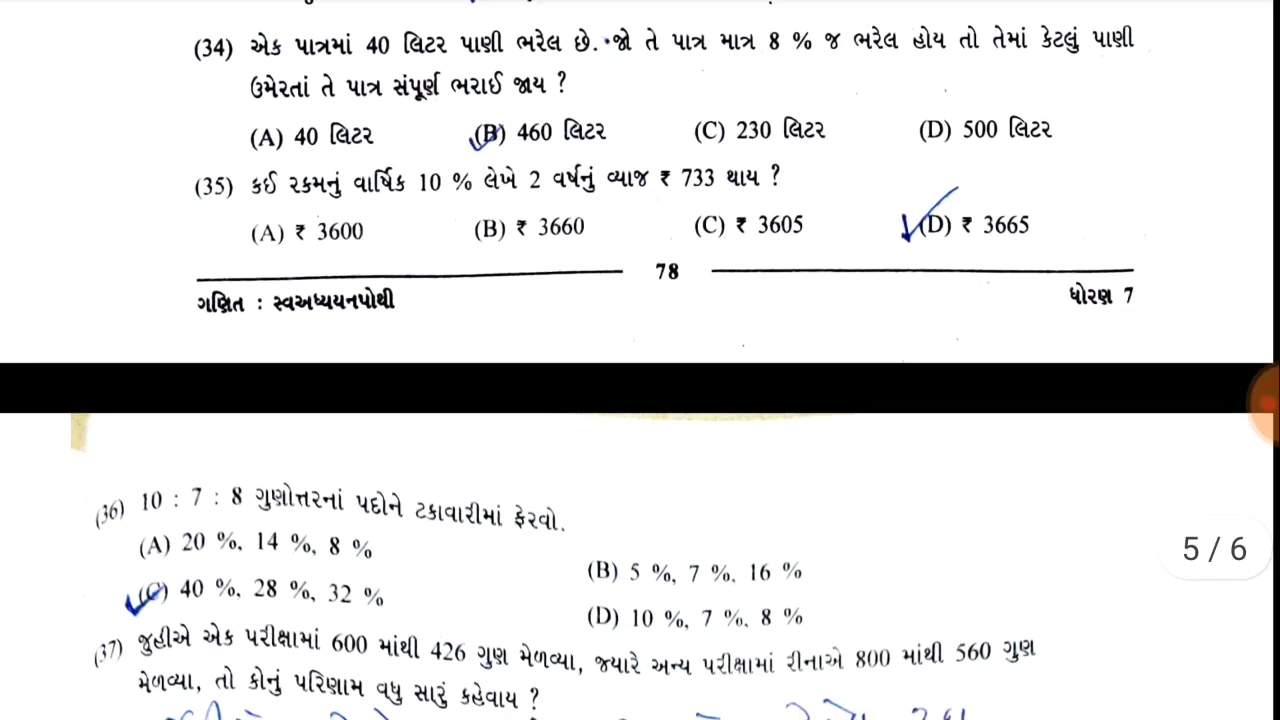 (34) એક પાત્રમાં 40 લિટર પાણી ભરેલ છે. જો તે પાત્ર માત્ર 8 % જ ભરેલ હોય તો તેમાં કેટલું પાણી
ઉમેરતાં તે પાત્ર સંપૂર્ણ ભરાઈ જાય ?
(A) 40 લિટર (B) 460 લિટર (C) 230 લિટર (D) 500 લિટર
(35) કઈ રકમનું વાર્ષિક 10 % લેખે 2 વર્ષનું વ્યાજ ₹ 733 થાય ?
(A) ₹ 3600 (B) ₹ 3660 (C) ₹ 3605 (D) ₹ 3665
78
ગણિત : સ્વઅધ્યયનપોથી ધોરણ 7
(36) 10 : 7 : 8 ગુણોત્તરનાં પદોને ટકાવારીમાં ફેરવો.
(A) 20 %, 14 %, 8 %
(B) 5 %, 7 %, 16 %
(C) 40 %, 28 %, 32 %
(D) 10 %, 7 %, 8 %
5 / 6
(37) જુહીએ એક પરીક્ષામાં 600 માંથી 426 ગુણ મેળવ્યા, જ્યારે અન્ય પરીક્ષામાં રીનાએ 800 માંથી 560 ગુણ
મેળવ્યા, તો કોનું પરિણામ વધુ સારું કહેવાય ?